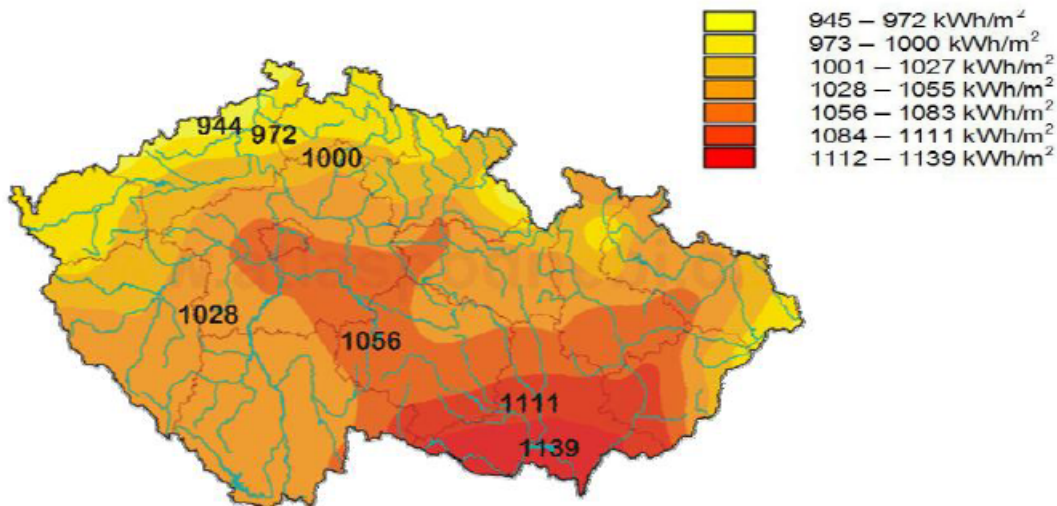 945 – 972 kWh/m²
973 – 1000 kWh/m²
1001 – 1027 kWh/m²
1028 – 1055 kWh/m²
1056 – 1083 kWh/m²
1084 – 1111 kWh/m²
1112 – 1139 kWh/m²
944
972
1000
1028
1056
1111
1139